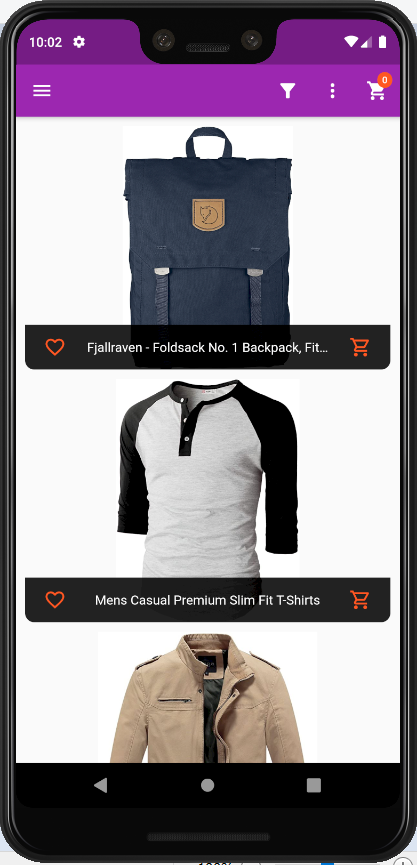 10:02
0
Fjallraven - Foldsack No. 1 Backpack, Fit...
Mens Casual Premium Slim Fit T-Shirts